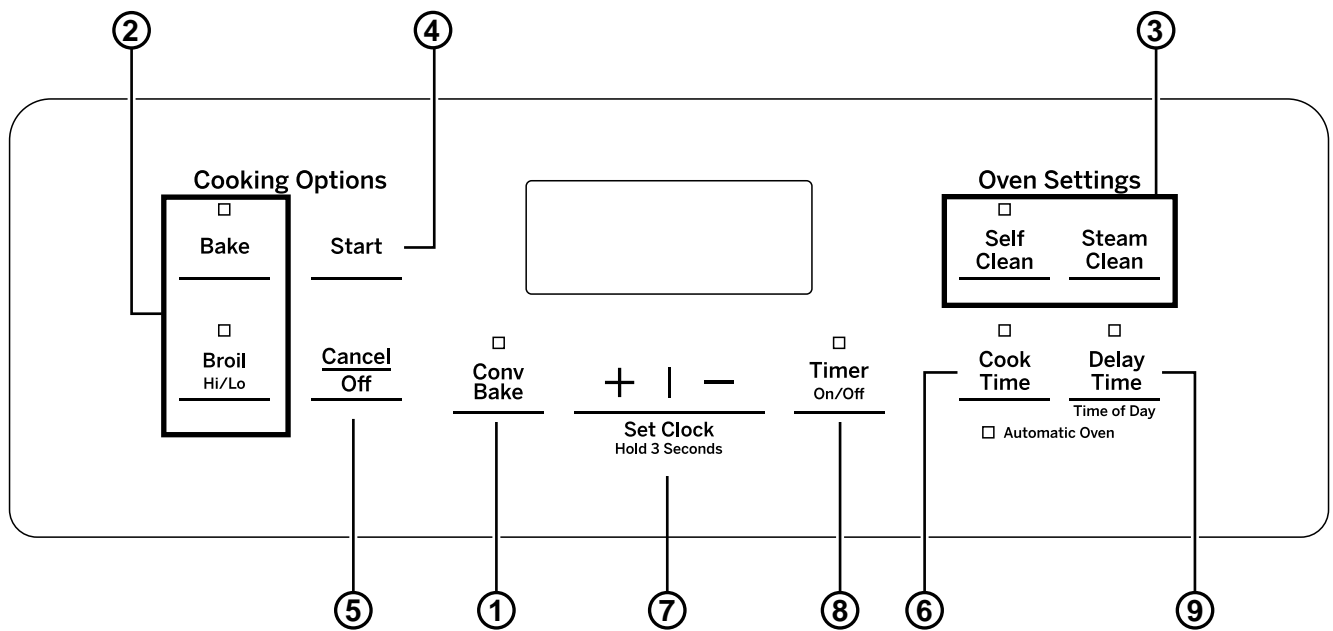 2
4
3
Cooking Options
Oven Settings
Bake
Start
Self
Clean
Steam
Clean
Broil
Hi/Lo
Cancel
Off
Conv
Bake
+ | −
Set Clock
Hold 3 Seconds
Timer
On/Off
Cook
Time
Delay
Time
Time of Day
Automatic Oven
5
1
7
8
6
9